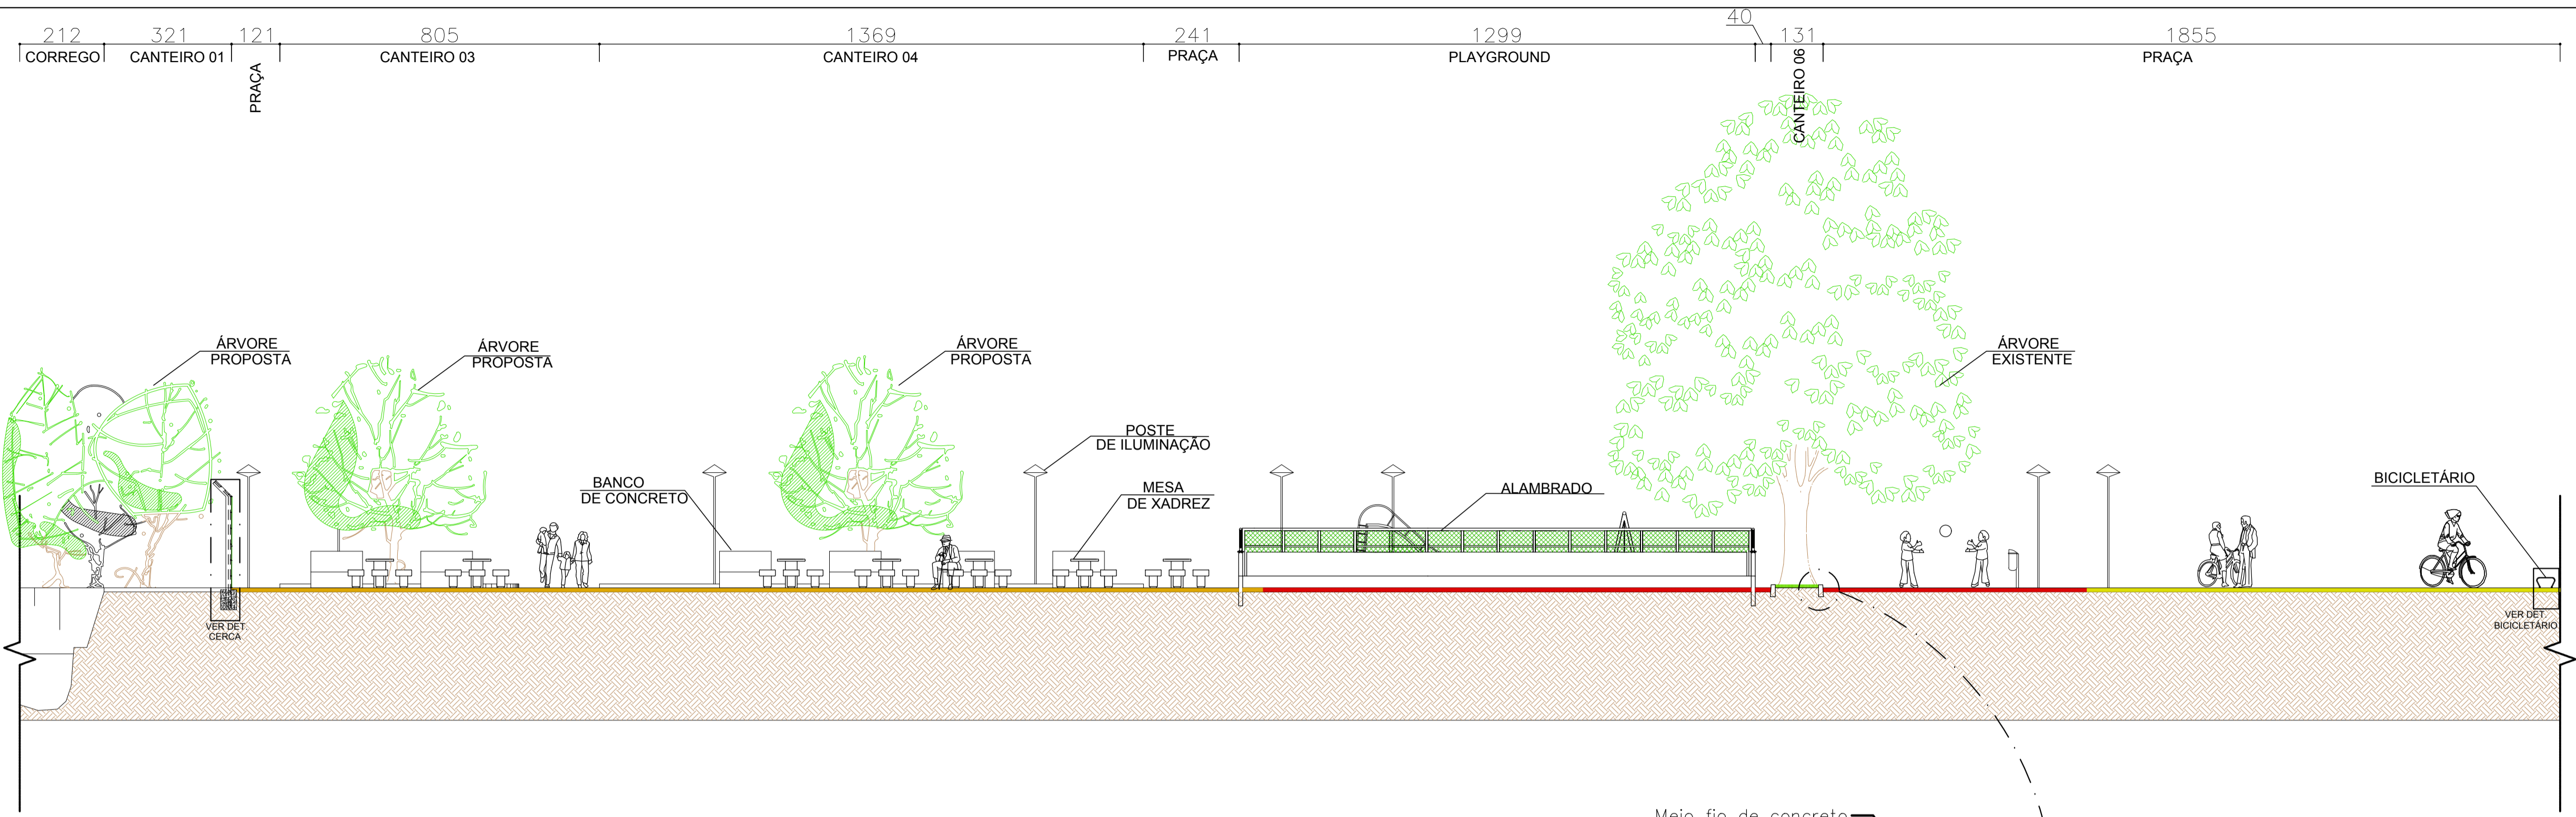 212 321 121 805 1369 241 1299 40 131 1855
CORREGO CANTEIRO 01 PRAÇA CANTEIRO 03 CANTEIRO 04 PRAÇA PLAYGROUND CANTEIRO 06 PRAÇA
ÁRVORE
PROPOSTA
ÁRVORE
PROPOSTA
ÁRVORE
PROPOSTA
ÁRVORE
EXISTENTE
POSTE
DE ILUMINAÇÃO
BANCO
DE CONCRETO
MESA
DE XADREZ
ALAMBRADO
BICICLETÁRIO
VER DET.
CERCA
VER DET.
BICICLETÁRIO
Meio fio de concreto